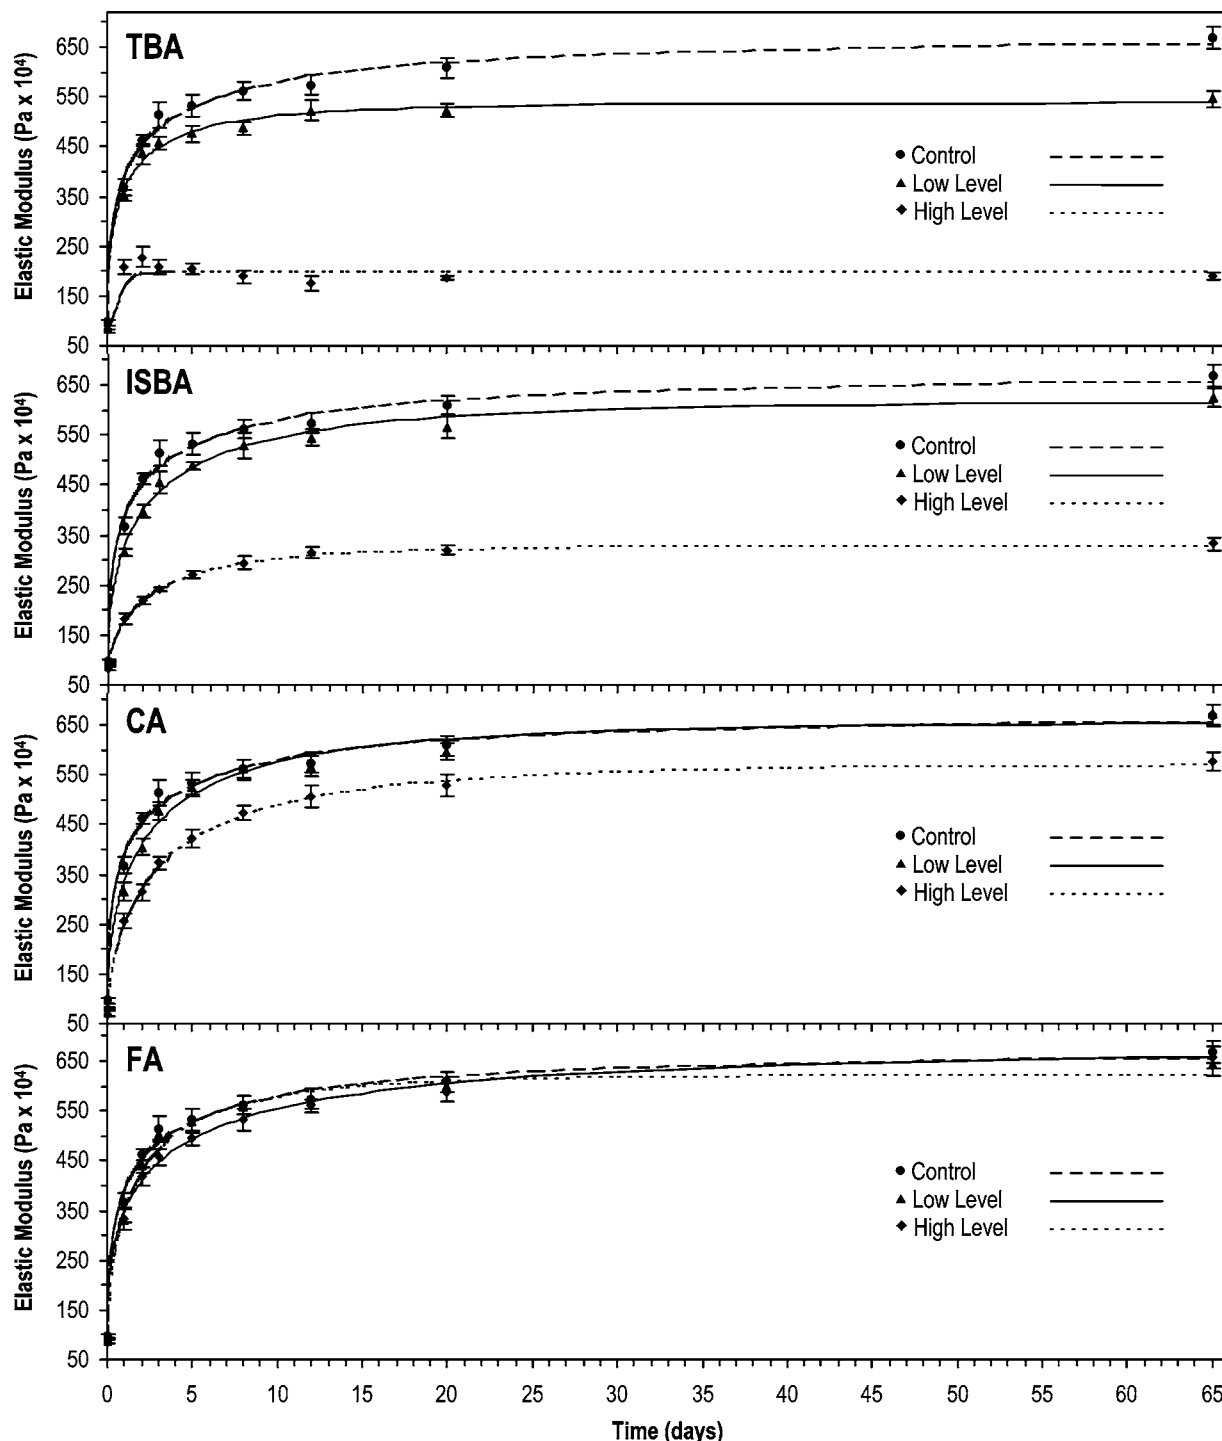 TBA
Elastic Modulus (Pa x 10⁴)
650
550
450
350
250
150
50
Control
Low Level
High Level
ISBA
Elastic Modulus (Pa x 10⁴)
650
550
450
350
250
150
50
Control
Low Level
High Level
CA
Elastic Modulus (Pa x 10⁴)
650
550
450
350
250
150
50
Control
Low Level
High Level
FA
Elastic Modulus (Pa x 10⁴)
650
550
450
350
250
150
50
Control
Low Level
High Level
0 5 10 15 20 25 30 35 40 45 50 55 60 65
Time (days)